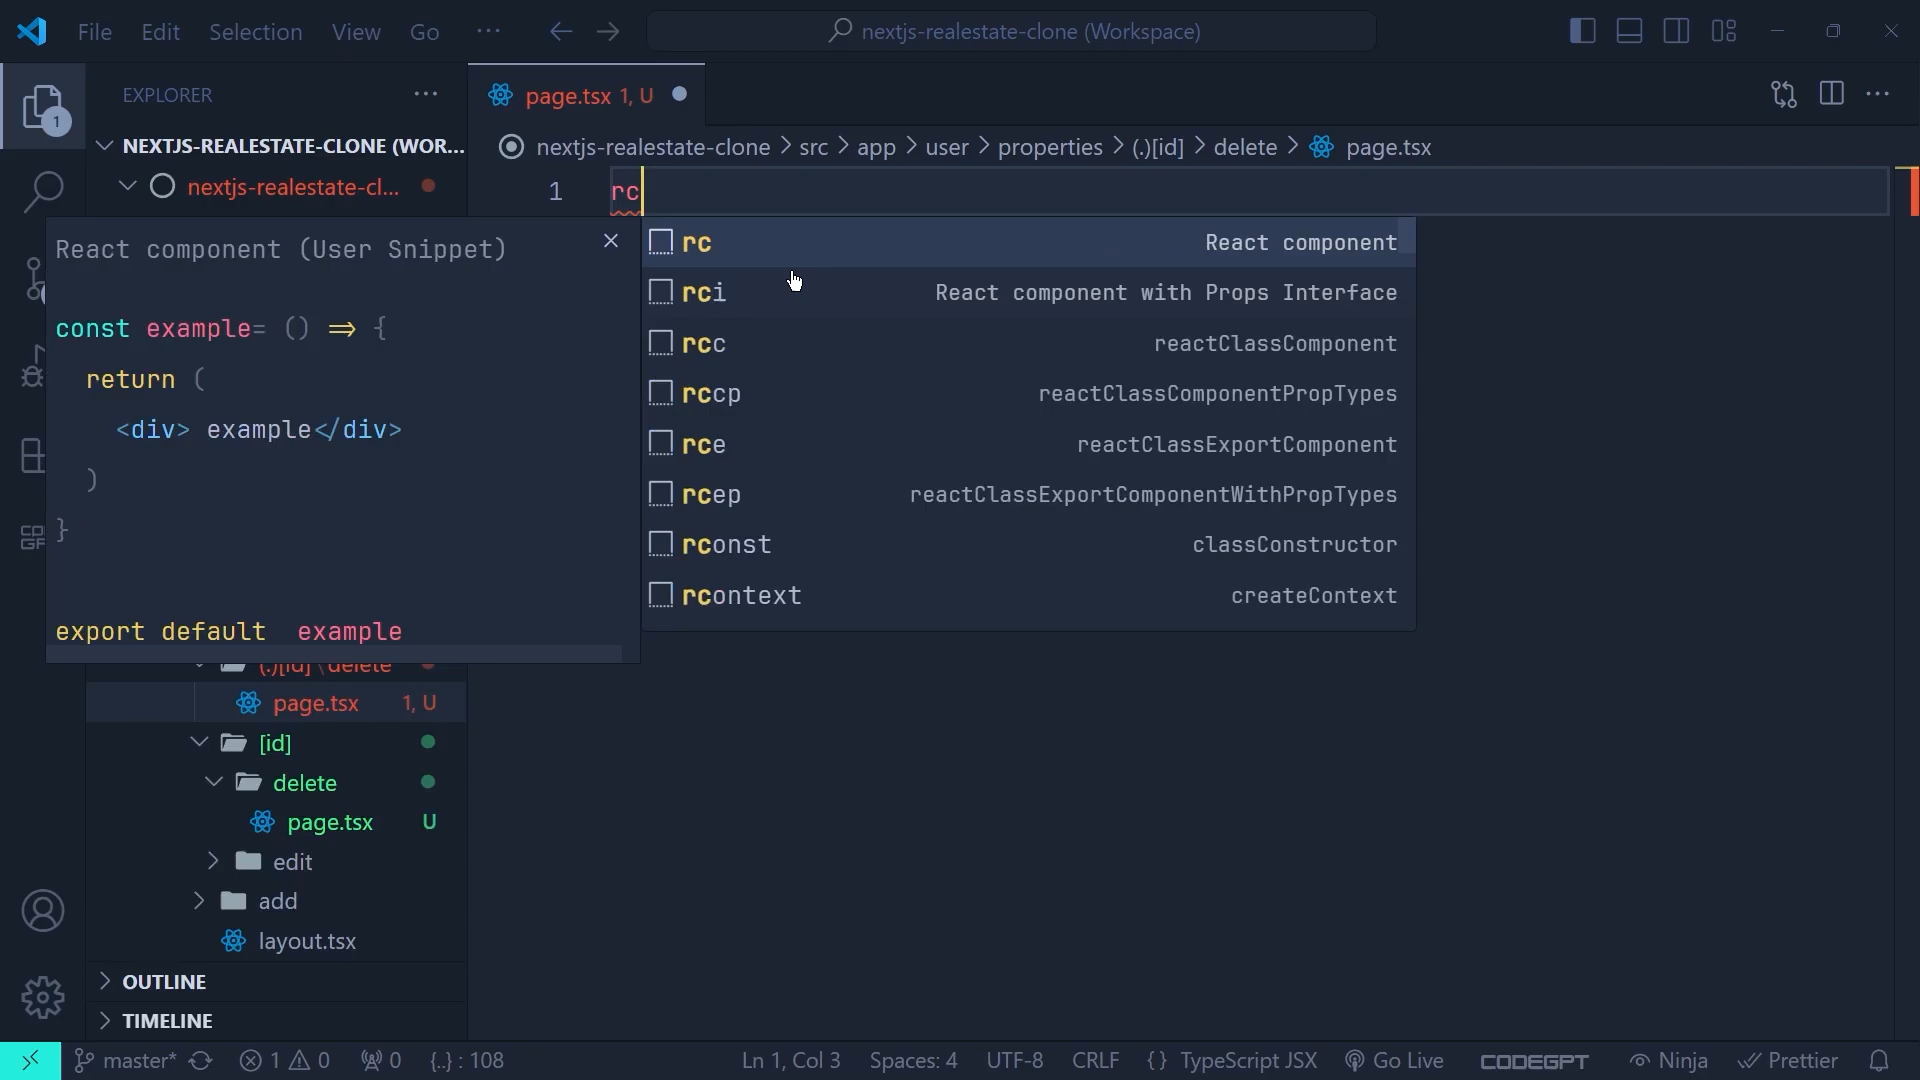 File Edit Selection View Go ··· nextjs-realestate-clone (Workspace)
EXPLORER ···
page.tsx 1, U
NEXTJS-REALESTATE-CLONE (WOR...
nextjs-realestate-clone > src > app > user > properties > (.)[id] > delete > page.tsx
nextjs-realestate-cl...
1 rc
React component (User Snippet)
const example= () => {
return (
<div> example</div>
)
}
export default example
rc React component
rci React component with Props Interface
rcc reactClassComponent
rccp reactClassComponentPropTypes
rce reactClassExportComponent
rcep reactClassExportComponentWithPropTypes
rconst classConstructor
rcontext createContext
(.)[id] \ delete
page.tsx 1, U
[id]
delete
page.tsx U
edit
add
layout.tsx
OUTLINE
TIMELINE
master* 1 0 0 {..} : 108 Ln 1, Col 3 Spaces: 4 UTF-8 CRLF {} TypeScript JSX Go Live CODEGPT Ninja Prettier